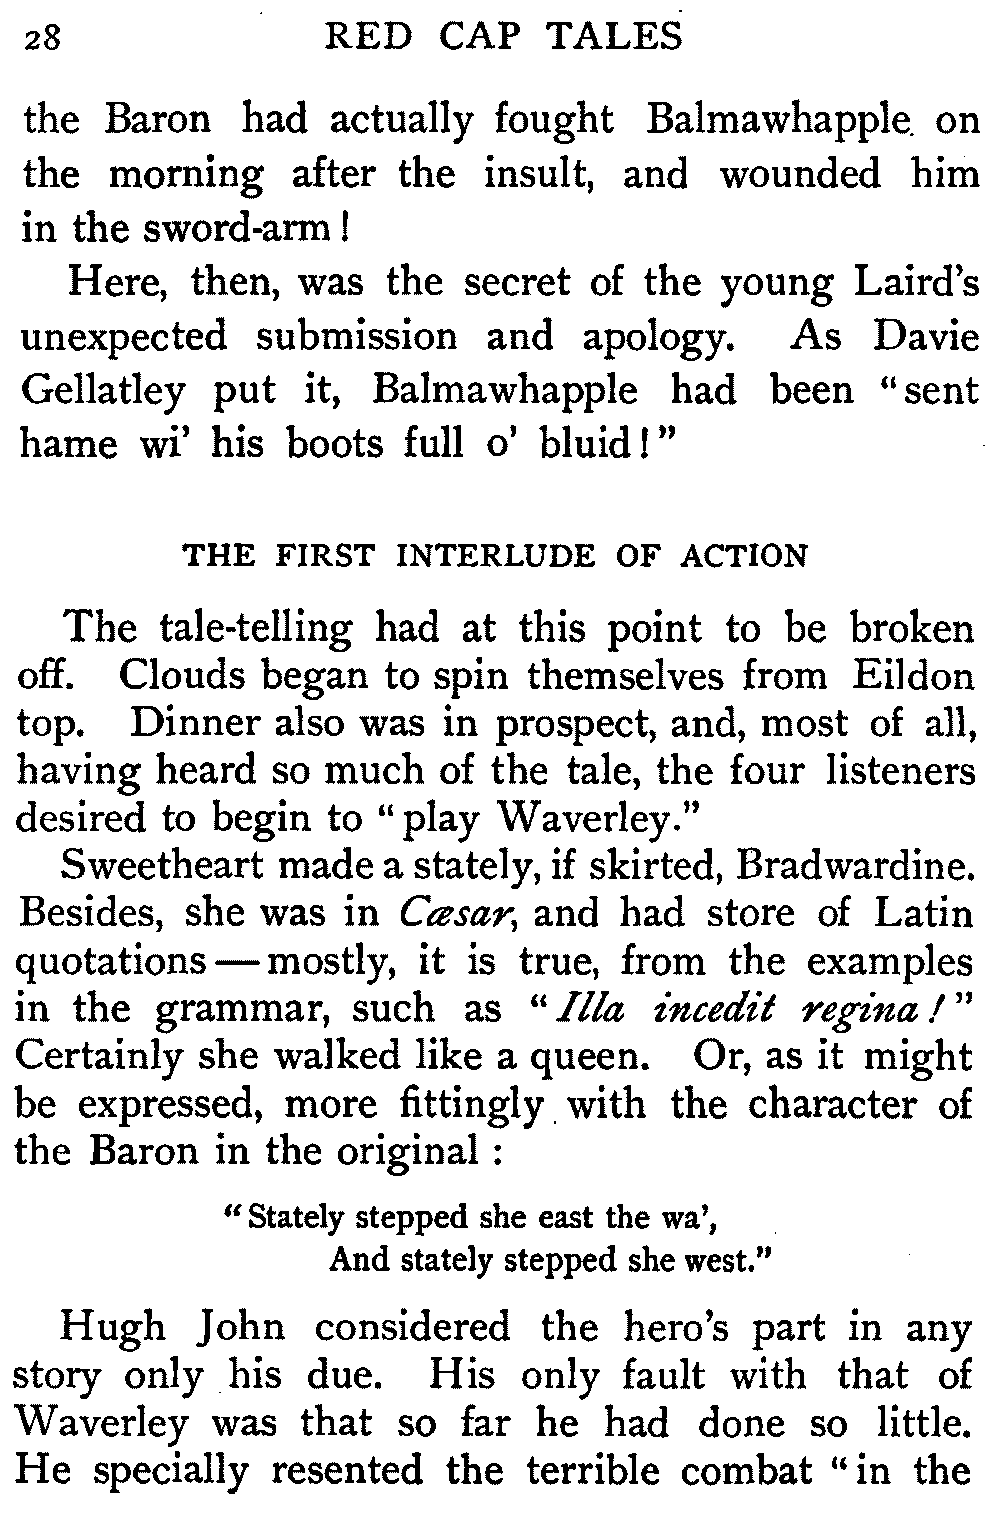 28 RED CAP TALES
the Baron had actually fought Balmawhapple on
the morning after the insult, and wounded him
in the sword-arm!
Here, then, was the secret of the young Laird's
unexpected submission and apology. As Davie
Gellatley put it, Balmawhapple had been "sent
hame wi' his boots full o' bluid!"
THE FIRST INTERLUDE OF ACTION
The tale-telling had at this point to be broken
off. Clouds began to spin themselves from Eildon
top. Dinner also was in prospect, and, most of all,
having heard so much of the tale, the four listeners
desired to begin to "play Waverley."
Sweetheart made a stately, if skirted, Bradwardine.
Besides, she was in Cæsar, and had store of Latin
quotations—mostly, it is true, from the examples
in the grammar, such as "Illa incedit regina!"
Certainly she walked like a queen. Or, as it might
be expressed, more fittingly with the character of
the Baron in the original:
"Stately stepped she east the wa',
And stately stepped she west."
Hugh John considered the hero's part in any
story only his due. His only fault with that of
Waverley was that so far he had done so little.
He specially resented the terrible combat "in the